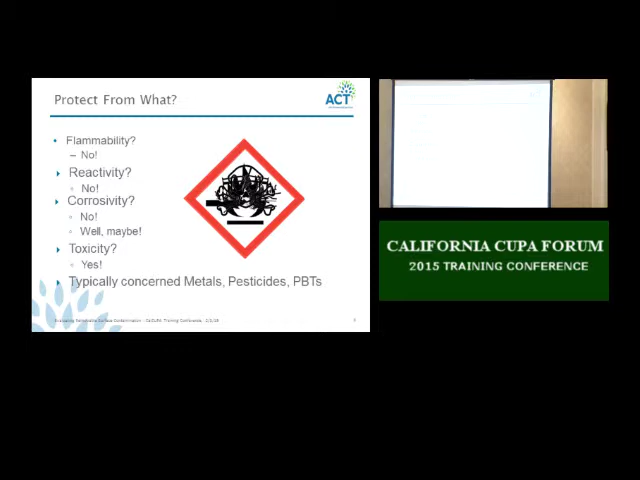 Protect From What?
ACT
• Flammability?
– No!
Reactivity?
No!
Corrosivity?
No!
Well, maybe!
Toxicity?
Yes!
Typically concerned Metals, Pesticides, PBTs
CALIFORNIA CUPA FORUM
2015 TRAINING CONFERENCE